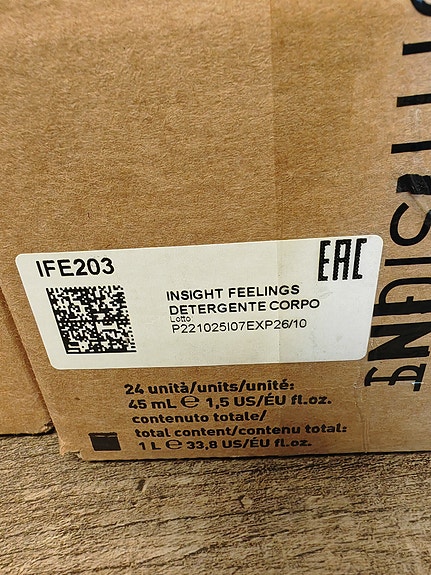 IFE203
EAC
INSIGHT FEELINGS
DETERGENTE CORPO
Lotto
P221025I07EXP26/10
24 unità/units/unité:
45 mL ℮ 1,5 US/ÉU fl.oz.
contenuto totale/
total content/contenu total:
1 L ℮ 33,8 US/ÉU fl.oz.